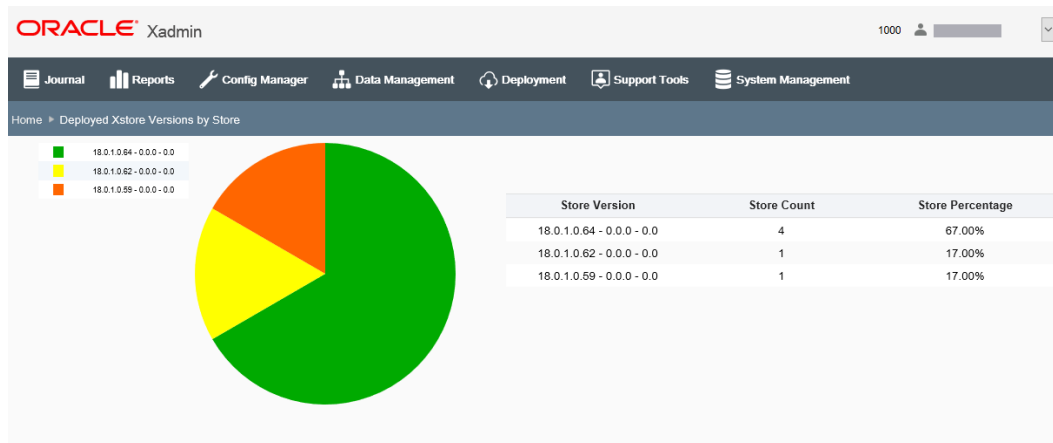 ORACLE Xadmin
1000
Journal Reports Config Manager Data Management Deployment Support Tools System Management
Home Deployed Xstore Versions by Store
18.0.1.0.64 - 0.0.0 - 0.0
18.0.1.0.62 - 0.0.0 - 0.0
18.0.1.0.59 - 0.0.0 - 0.0
Store Version Store Count Store Percentage
18.0.1.0.64 - 0.0.0 - 0.0 4 67.00%
18.0.1.0.62 - 0.0.0 - 0.0 1 17.00%
18.0.1.0.59 - 0.0.0 - 0.0 1 17.00%